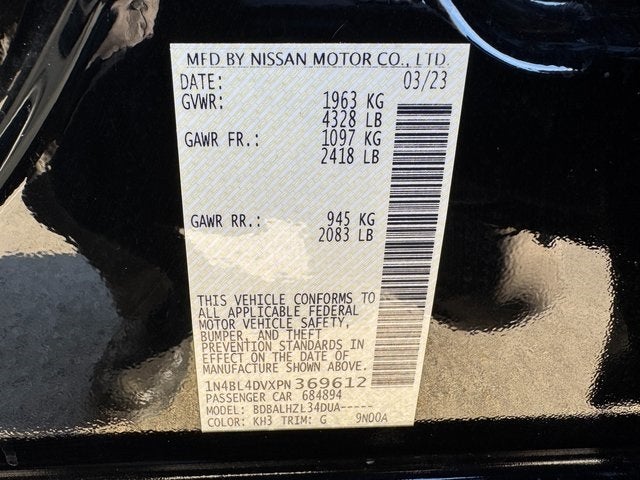 MFD BY NISSAN MOTOR CO., LTD.
DATE: 03/23
GVWR: 1963 KG
4328 LB
GAWR FR.: 1097 KG
2418 LB
GAWR RR.: 945 KG
2083 LB
THIS VEHICLE CONFORMS TO
ALL APPLICABLE FEDERAL
MOTOR VEHICLE SAFETY,
BUMPER, AND THEFT
PREVENTION STANDARDS IN
EFFECT ON THE DATE OF
MANUFACTURE SHOWN ABOVE.
1N4BL4DVXPN369612
PASSENGER CAR 684894
MODEL: BDBALHZL34DUA-----
COLOR: KH3 TRIM: G 9N00A